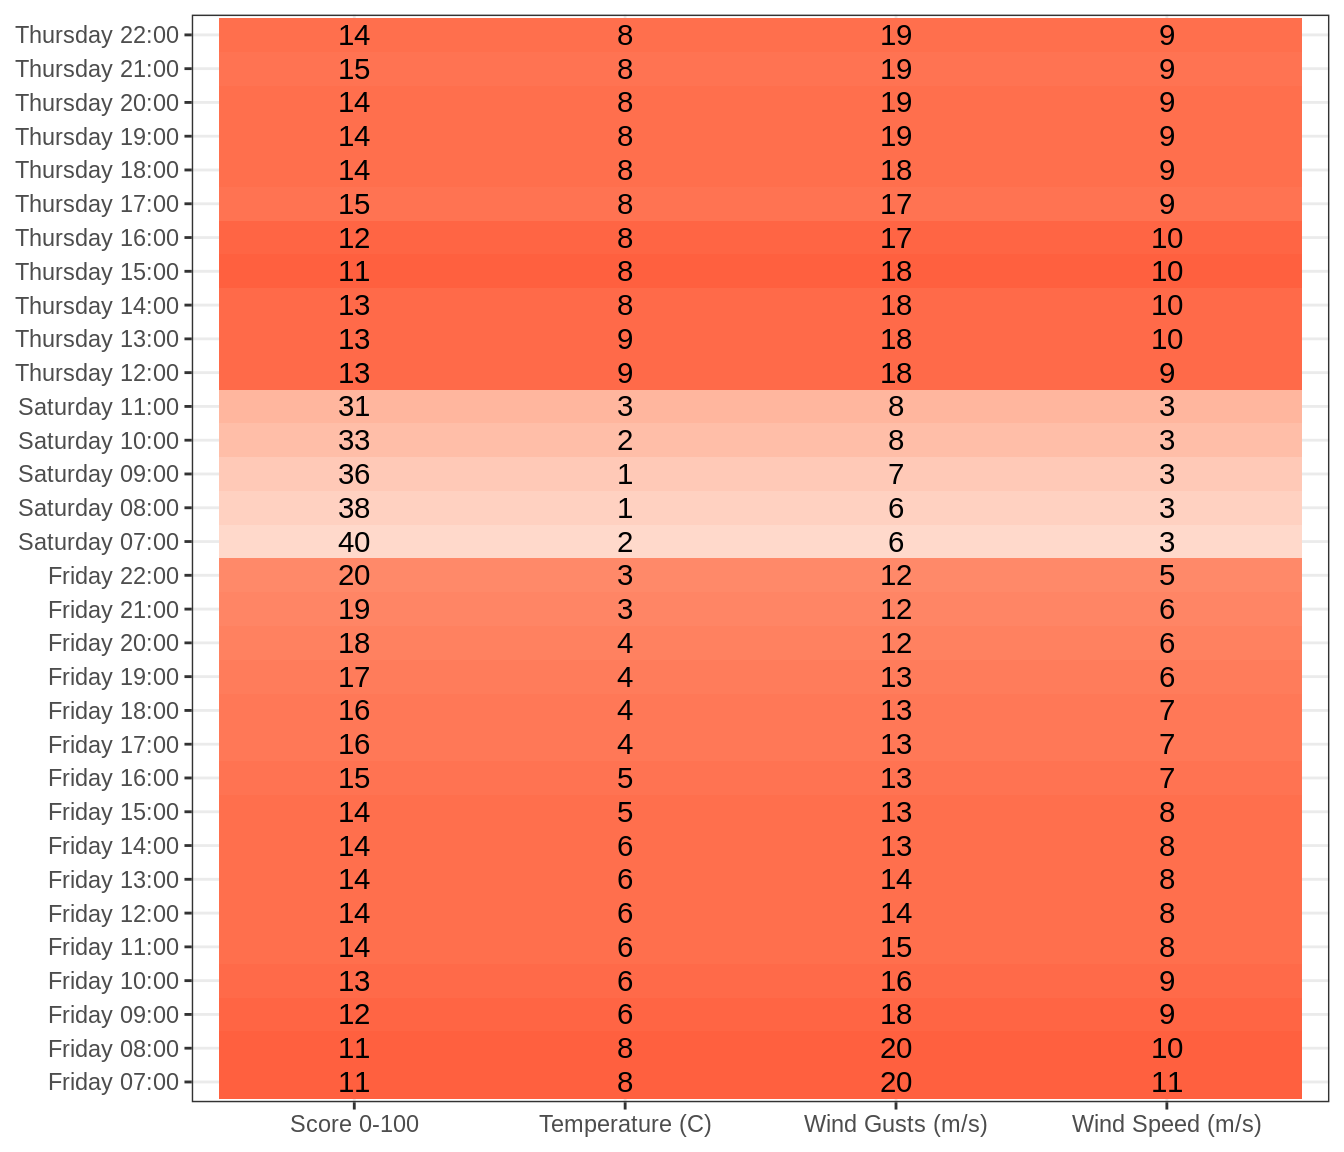 Thursday 22:00 14 8 19 9
Thursday 21:00 15 8 19 9
Thursday 20:00 14 8 19 9
Thursday 19:00 14 8 19 9
Thursday 18:00 14 8 18 9
Thursday 17:00 15 8 17 9
Thursday 16:00 12 8 17 10
Thursday 15:00 11 8 18 10
Thursday 14:00 13 8 18 10
Thursday 13:00 13 9 18 10
Thursday 12:00 13 9 18 9
Saturday 11:00 31 3 8 3
Saturday 10:00 33 2 8 3
Saturday 09:00 36 1 7 3
Saturday 08:00 38 1 6 3
Saturday 07:00 40 2 6 3
Friday 22:00 20 3 12 5
Friday 21:00 19 3 12 6
Friday 20:00 18 4 12 6
Friday 19:00 17 4 13 6
Friday 18:00 16 4 13 7
Friday 17:00 16 4 13 7
Friday 16:00 15 5 13 7
Friday 15:00 14 5 13 8
Friday 14:00 14 6 13 8
Friday 13:00 14 6 14 8
Friday 12:00 14 6 14 8
Friday 11:00 14 6 15 8
Friday 10:00 13 6 16 9
Friday 09:00 12 6 18 9
Friday 08:00 11 8 20 10
Friday 07:00 11 8 20 11
Score 0-100 Temperature (C) Wind Gusts (m/s) Wind Speed (m/s)